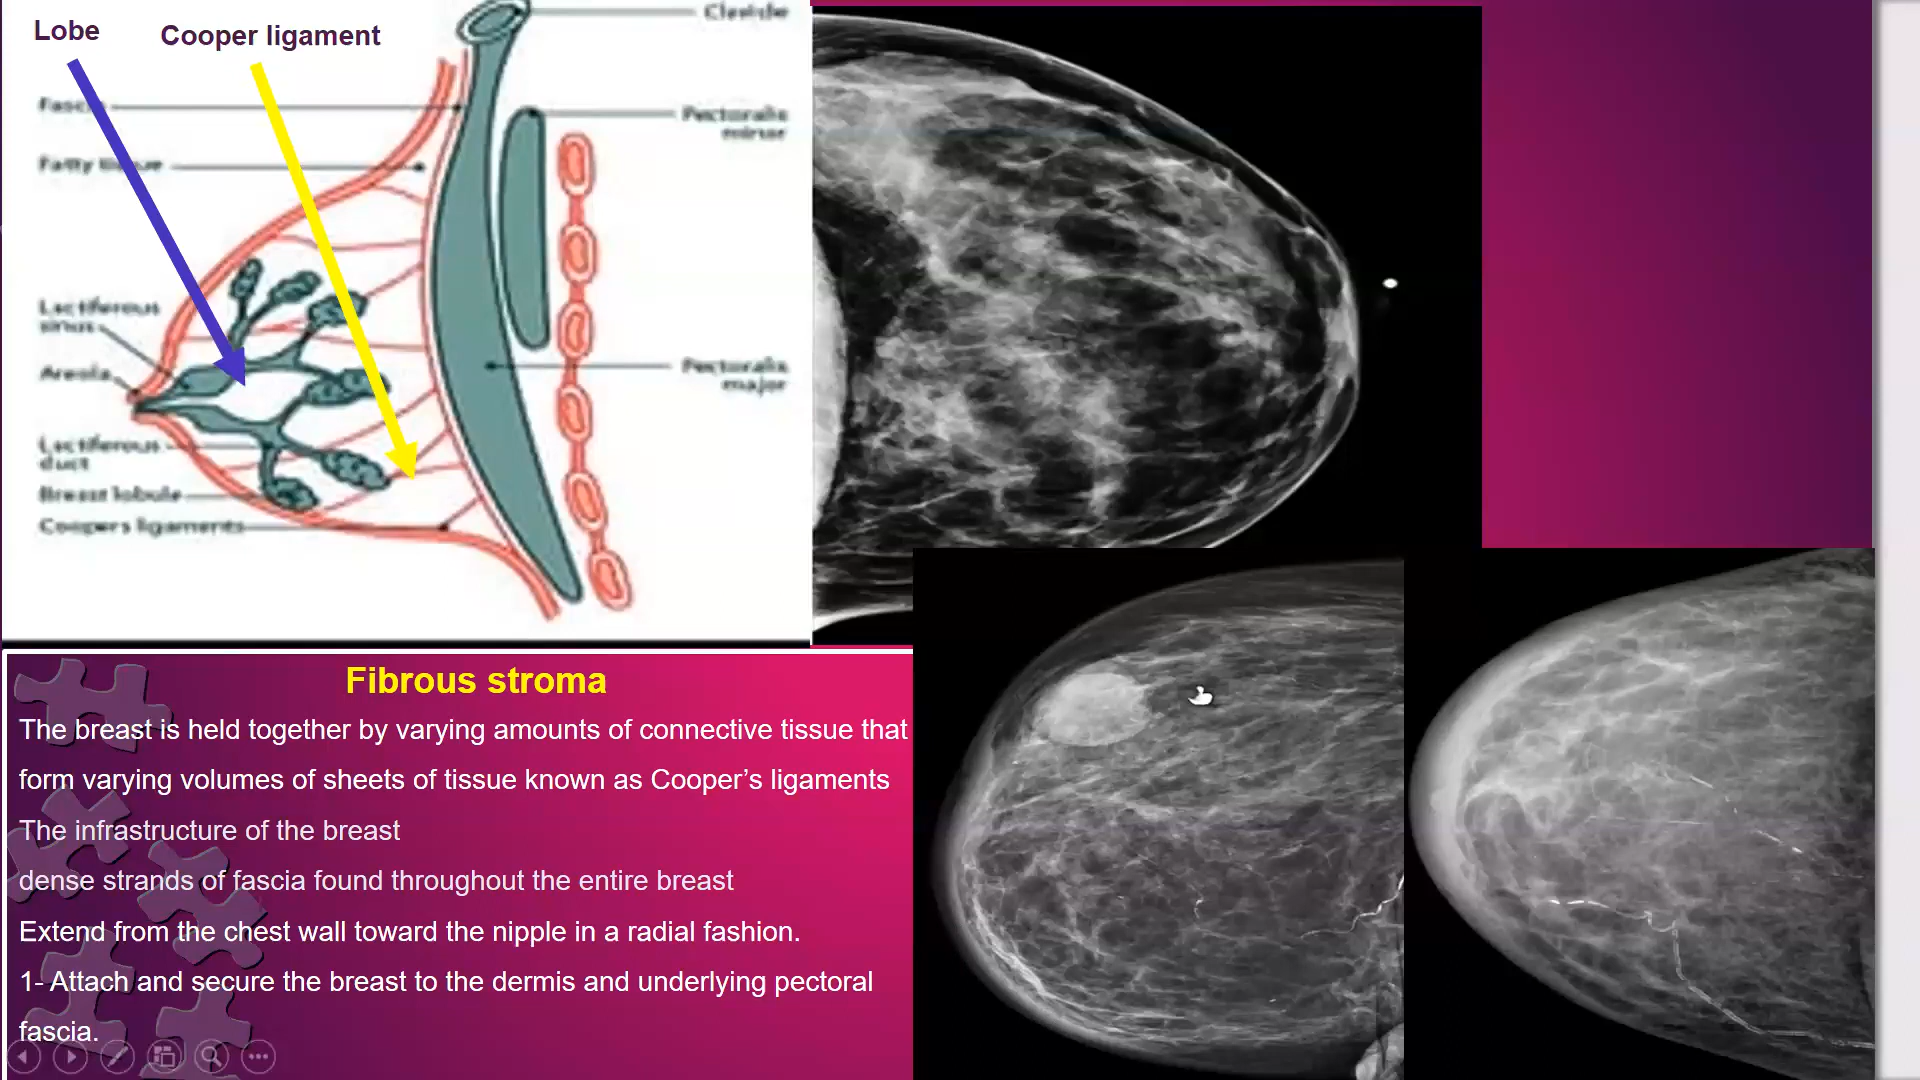 Lobe
Cooper ligament
Clavicle
Fascia
Pectoralis
minor
Fatty tissue
Lactiferous
sinus
Areola
Pectoralis
major
Lactiferous
duct
Breast lobule
Coopers ligaments
Fibrous stroma
The breast is held together by varying amounts of connective tissue that
form varying volumes of sheets of tissue known as Cooper’s ligaments
The infrastructure of the breast
dense strands of fascia found throughout the entire breast
Extend from the chest wall toward the nipple in a radial fashion.
1- Attach and secure the breast to the dermis and underlying pectoral
fascia.